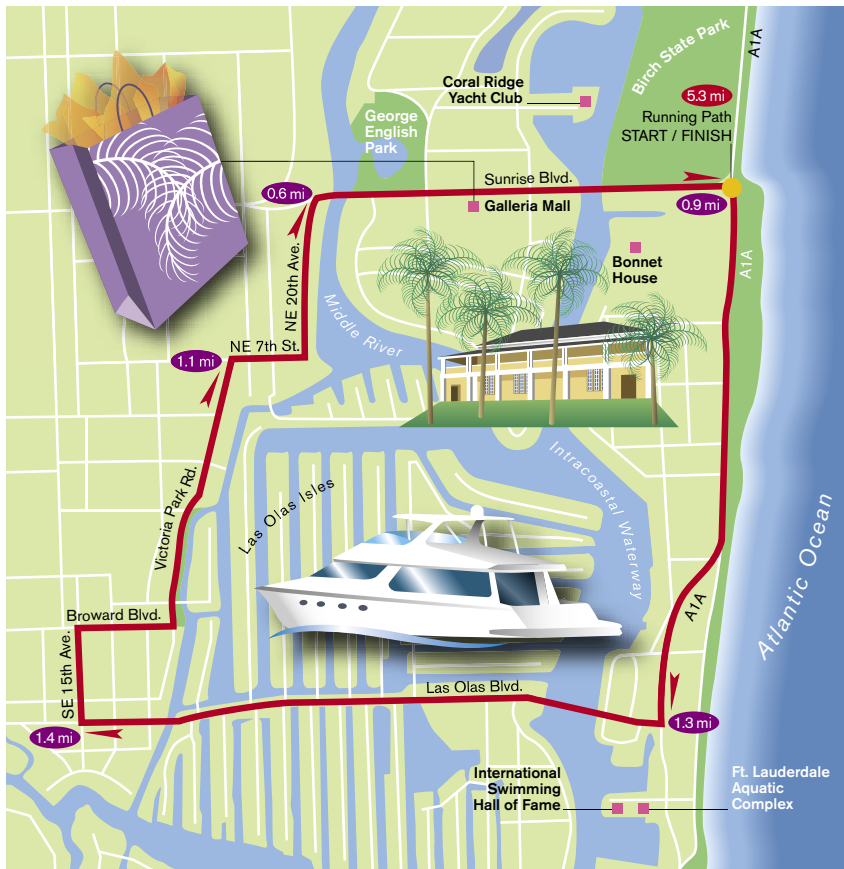 A1A
Birch State Park
Coral Ridge
Yacht Club
5.3 mi
Running Path
START / FINISH
George
English
Park
Sunrise Blvd.
0.6 mi
0.9 mi
Galleria Mall
NE 20th Ave.
Bonnet
House
A1A
Middle River
NE 7th St.
1.1 mi
Intracoastal Waterway
Las Olas Isles
Victoria Park Rd.
Atlantic Ocean
A1A
Broward Blvd.
SE 15th Ave.
Las Olas Blvd.
1.3 mi
1.4 mi
International
Swimming
Hall of Fame
Ft. Lauderdale
Aquatic
Complex